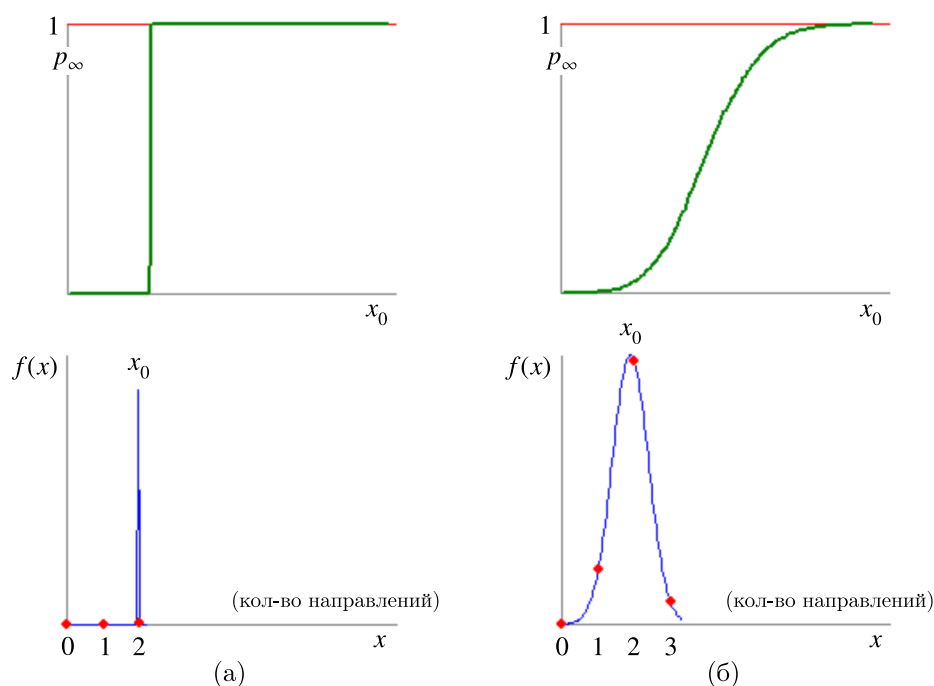 1
p∞
x0
1
p∞
x0
f(x)
x0
(кол-во направлений)
0 1 2
x
(а)
f(x)
x0
(кол-во направлений)
0 1 2 3
x
(б)